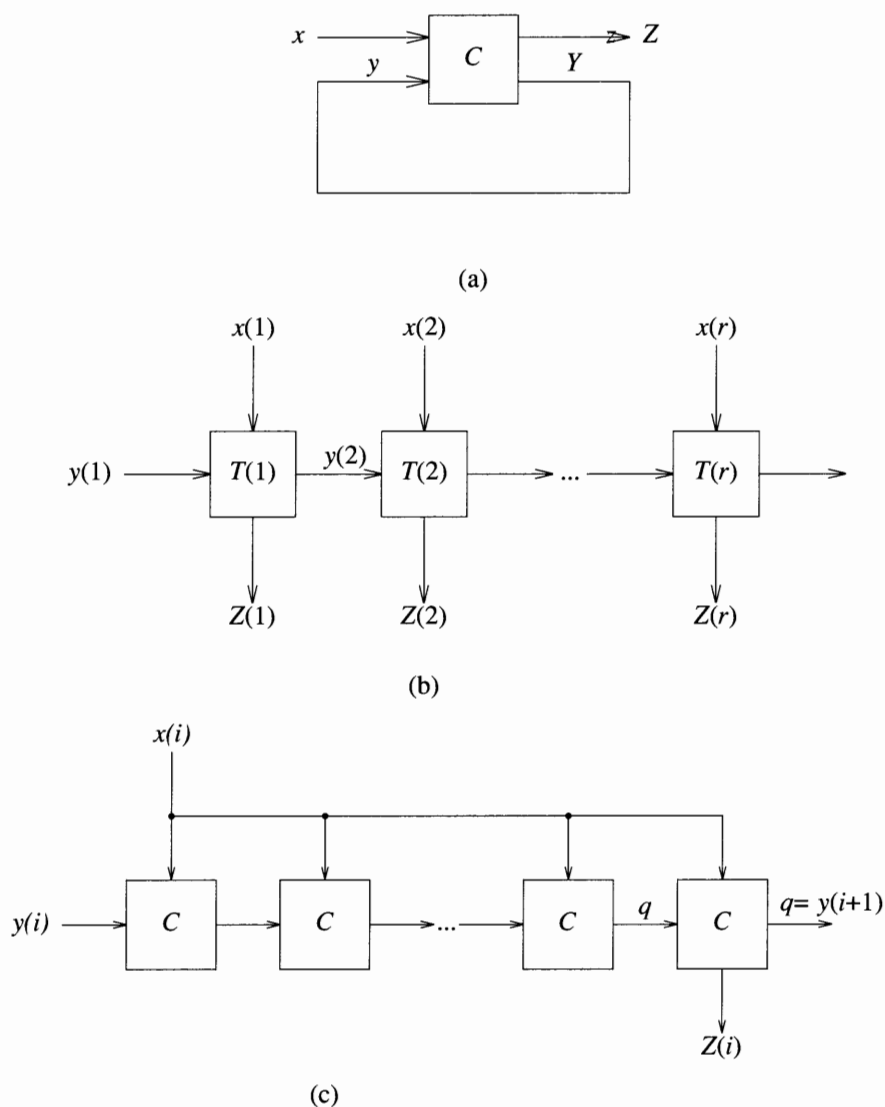 x
C
Z
y
Y
(a)
x(1) x(2) x(r)
y(1) T(1) y(2) T(2) ... T(r)
Z(1) Z(2) Z(r)
(b)
x(i)
y(i) C C ... C q C q= y(i+1)
Z(i)
(c)